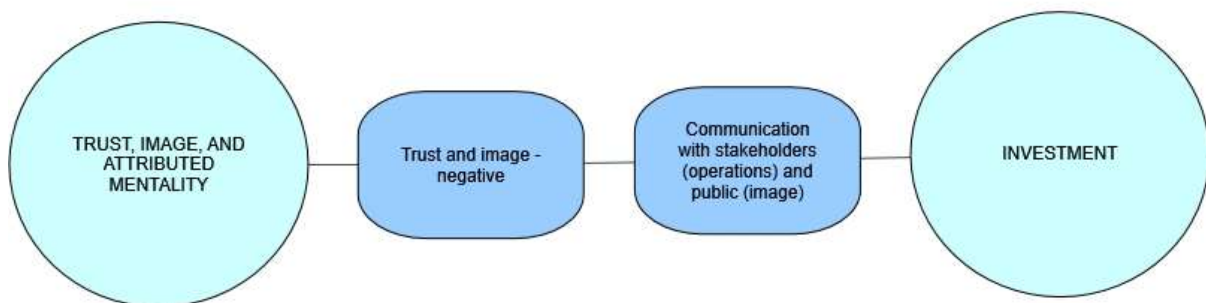 TRUST, IMAGE, AND
ATTRIBUTED
MENTALITY
Trust and image -
negative
Communication
with stakeholders
(operations) and
public (image)
INVESTMENT